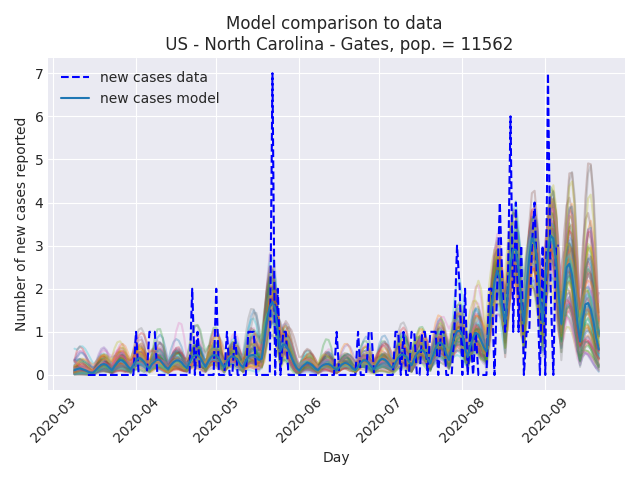 Model comparison to data
US - North Carolina - Gates, pop. = 11562
new cases data
new cases model
Number of new cases reported
7
6
5
4
3
2
1
0
2020-03
2020-04
2020-05
2020-06
2020-07
2020-08
2020-09
Day